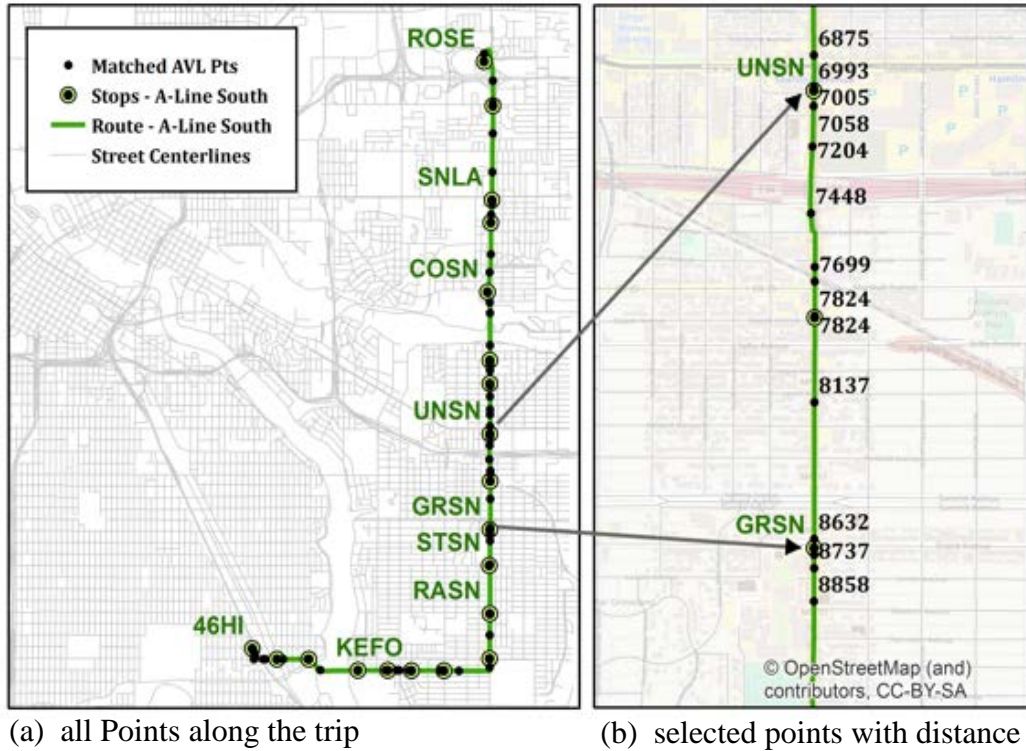 ROSE
Matched AVL Pts
Stops - A-Line South
Route - A-Line South
Street Centerlines
SNLA
COSN
UNSN
GRSN
STSN
RASN
46HI
KEFO
6875
UNSN
6993
7005
7058
7204
7448
7699
7824
7824
8137
GRSN
8632
8737
8858
P
P
P
© OpenStreetMap (and)
contributors, CC-BY-SA
(a) all Points along the trip
(b) selected points with distance